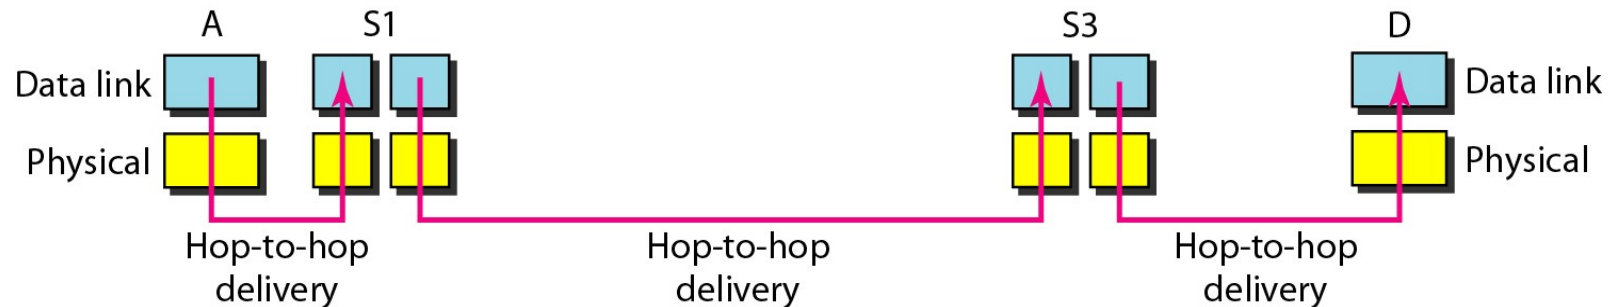 A
S1
S3
D
Data link
Data link
Physical
Physical
Hop-to-hop
delivery
Hop-to-hop
delivery
Hop-to-hop
delivery